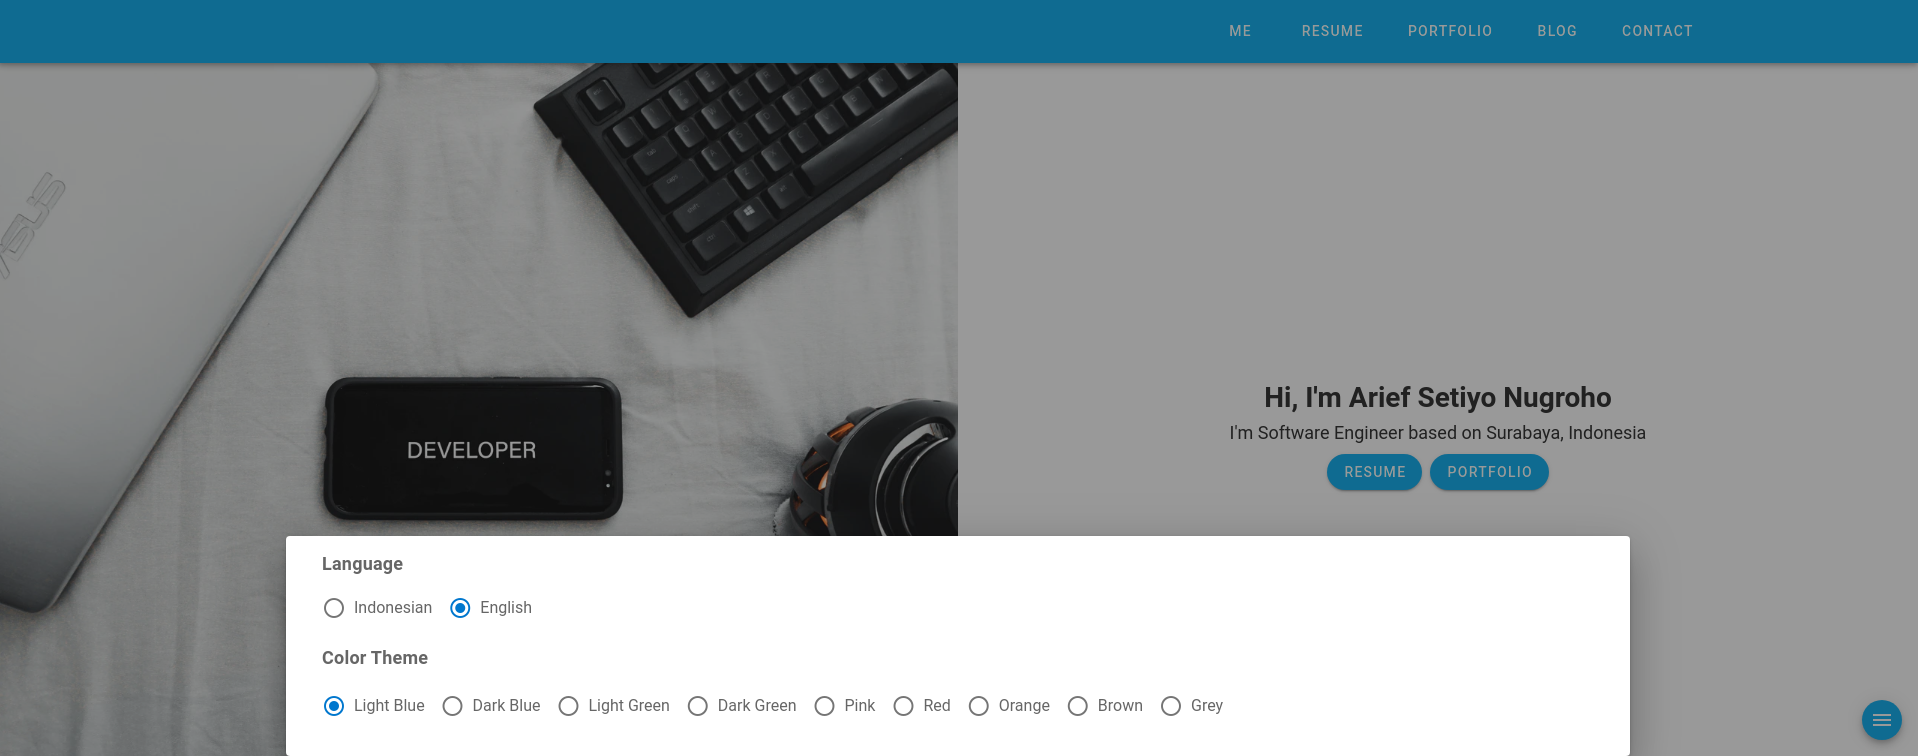 ME RESUME PORTFOLIO BLOG CONTACT
ASUS
DEVELOPER
Hi, I'm Arief Setiyo Nugroho
I'm Software Engineer based on Surabaya, Indonesia
RESUME PORTFOLIO
Language
Indonesian English
Color Theme
Light Blue Dark Blue Light Green Dark Green Pink Red Orange Brown Grey